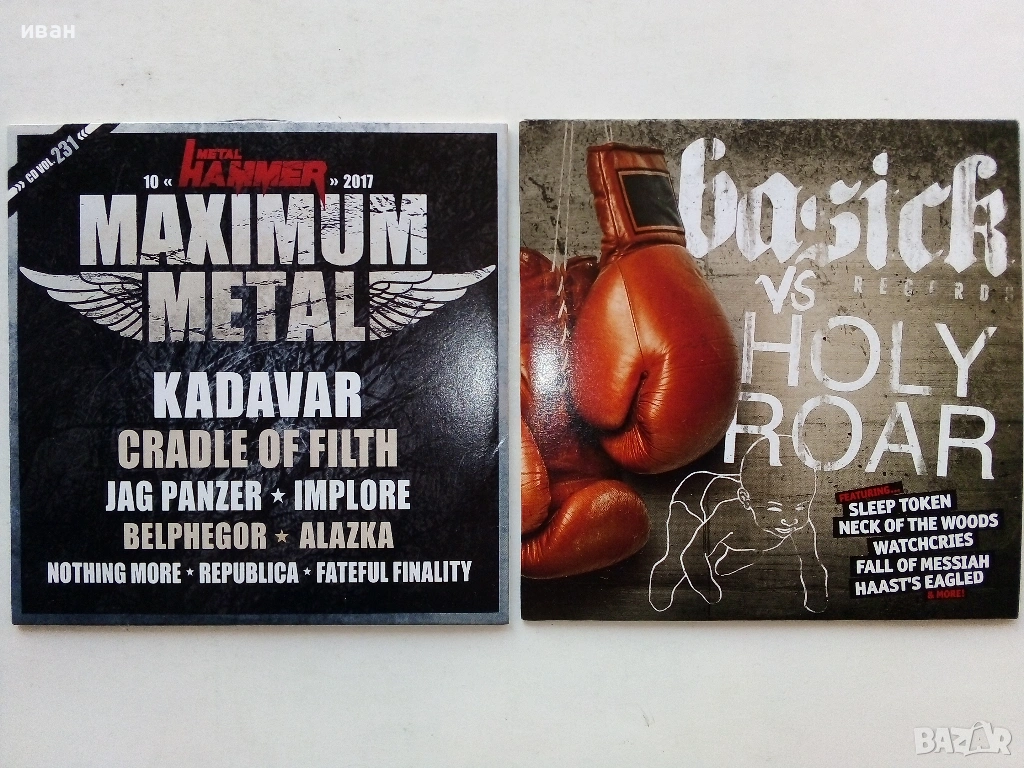 иван
» CD VOL. 231 «
METAL
10 « HAMMER » 2017
MAXIMUM
METAL
KADAVAR
CRADLE OF FILTH
JAG PANZER ★ IMPLORE
BELPHEGOR ★ ALAZKA
NOTHING MORE ★ REPUBLICA ★ FATEFUL FINALITY
basick
RECORDS
VS
HOLY
ROAR
FEATURING...
SLEEP TOKEN
NECK OF THE WOODS
WATCHCRIES
FALL OF MESSIAH
HAAST'S EAGLED
& MORE!
BAZAR